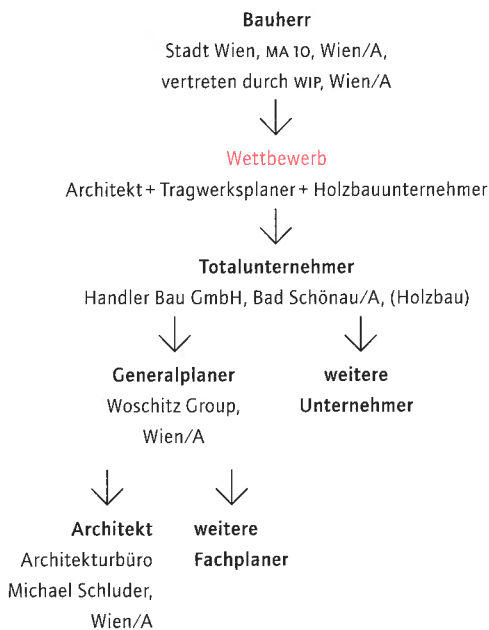 Bauherr
Stadt Wien, MA 10, Wien/A,
vertreten durch WIP, Wien/A
Wettbewerb
Architekt + Tragwerksplaner + Holzbauunternehmer
Totalunternehmer
Handler Bau GmbH, Bad Schönau/A, (Holzbau)
Generalplaner
Woschitz Group,
Wien/A
weitere
Unternehmer
Architekt
Architekturbüro
Michael Schluder,
Wien/A
weitere
Fachplaner